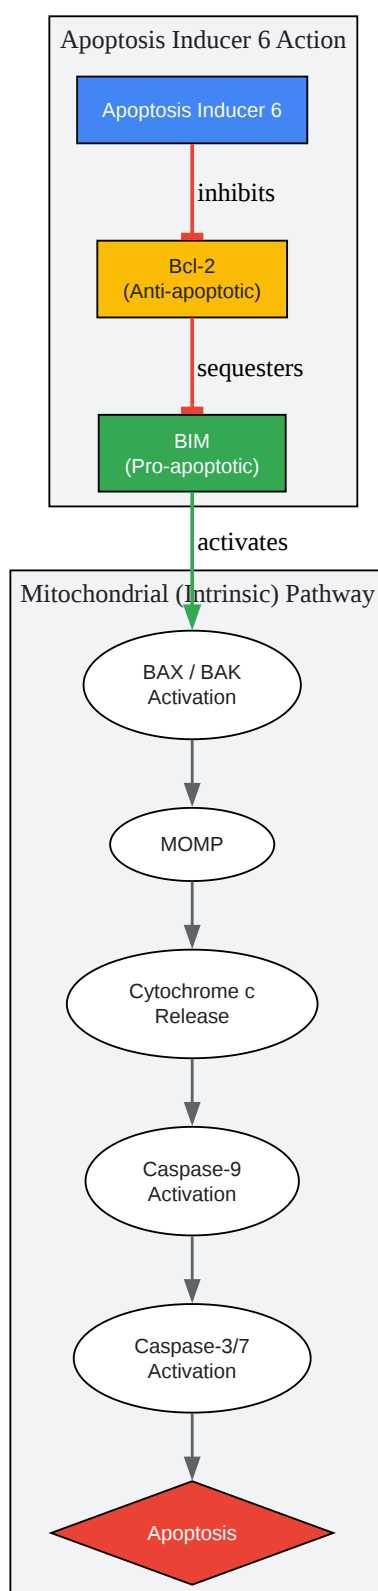 Apoptosis Inducer 6 Action
Apoptosis Inducer 6
inhibits
Bcl-2
(Anti-apoptotic)
sequesters
BIM
(Pro-apoptotic)
activates
Mitochondrial (Intrinsic) Pathway
BAX / BAK
Activation
MOMP
Cytochrome c
Release
Caspase-9
Activation
Caspase-3/7
Activation
Apoptosis